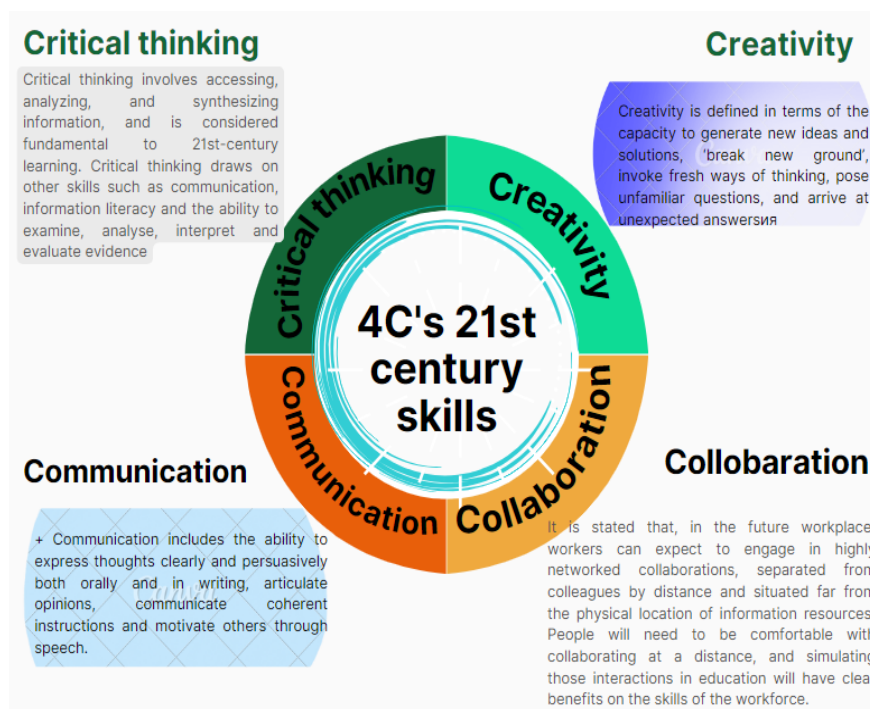 Critical thinking
Critical thinking involves accessing,
analyzing, and synthesizing
information, and is considered
fundamental to 21st-century
learning. Critical thinking draws on
other skills such as communication,
information literacy and the ability to
examine, analyse, interpret and
evaluate evidence
Creativity
Creativity is defined in terms of the
capacity to generate new ideas and
solutions, 'break new ground',
invoke fresh ways of thinking, pose
unfamiliar questions, and arrive at
unexpected answersия
Critical thinking
Creativity
4C's 21st
century
skills
Communication
Collaboration
Communication
+ Communication includes the ability to
express thoughts clearly and persuasively
both orally and in writing, articulate
opinions, communicate coherent
instructions and motivate others through
speech.
Canva
Collobaration
It is stated that, in the future workplace
workers can expect to engage in highly
networked collaborations, separated from
colleagues by distance and situated far from
the physical location of information resources
People will need to be comfortable with
collaborating at a distance, and simulating
those interactions in education will have clea
benefits on the skills of the workforce.